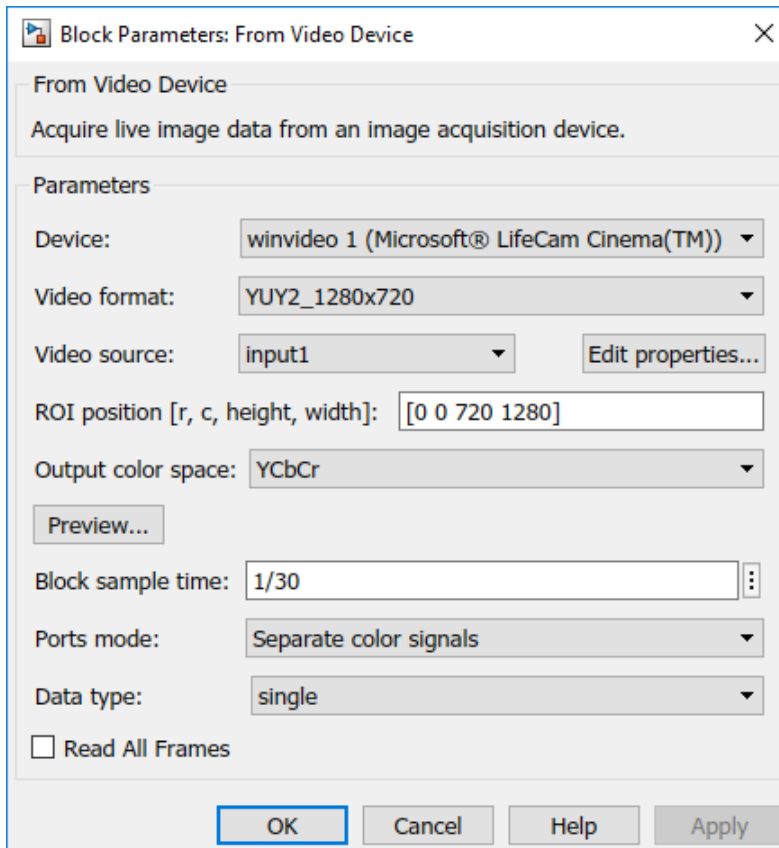 Block Parameters: From Video Device
From Video Device
Acquire live image data from an image acquisition device.
Parameters
Device: winvideo 1 (Microsoft® LifeCam Cinema(TM))
Video format: YUY2_1280x720
Video source: input1 Edit properties...
ROI position [r, c, height, width]: [0 0 720 1280]
Output color space: YCbCr
Preview...
Block sample time: 1/30
Ports mode: Separate color signals
Data type: single
Read All Frames
OK Cancel Help Apply